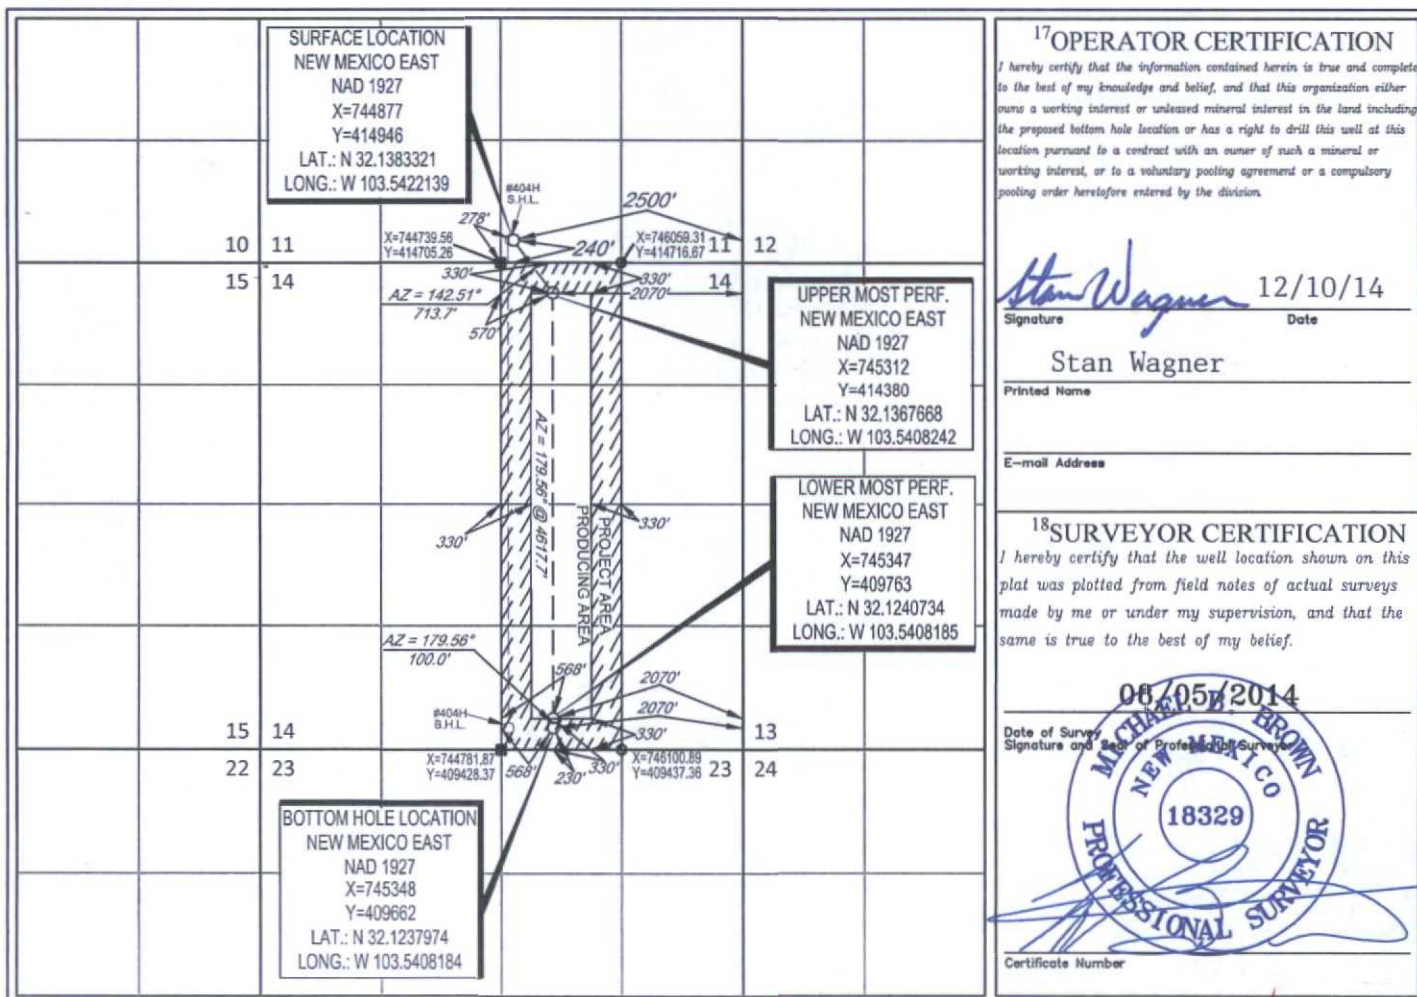 SURFACE LOCATION
NEW MEXICO EAST
NAD 1927
X=744877
Y=414946
LAT.: N 32.1383321
LONG.: W 103.5422139
#404H
S.H.L.
2500'
278'
X=744739.56
Y=414705.26
240'
X=746059.31
Y=414716.67
10 11
11 12
15 14
14
330'
330'
AZ = 142.51°
713.7'
2070'
570'
UPPER MOST PERF.
NEW MEXICO EAST
NAD 1927
X=745312
Y=414380
LAT.: N 32.1367668
LONG.: W 103.5408242
AZ = 179.56° @ 4617.7'
PRODUCING AREA
PROJECT AREA
330'
330'
LOWER MOST PERF.
NEW MEXICO EAST
NAD 1927
X=745347
Y=409763
LAT.: N 32.1240734
LONG.: W 103.5408185
AZ = 179.56°
100.0'
568'
2070'
2070'
#404H
B.H.L.
330'
15 14
13
22 23
23 24
X=744781.87
Y=409428.37
568'
230'
330'
X=746100.89
Y=409437.36
BOTTOM HOLE LOCATION
NEW MEXICO EAST
NAD 1927
X=745348
Y=409662
LAT.: N 32.1237974
LONG.: W 103.5408184
17 OPERATOR CERTIFICATION
I hereby certify that the information contained herein is true and complete
to the best of my knowledge and belief, and that this organization either
owns a working interest or unleased mineral interest in the land including
the proposed bottom hole location or has a right to drill this well at this
location pursuant to a contract with an owner of such a mineral or
working interest, or to a voluntary pooling agreement or a compulsory
pooling order heretofore entered by the division.
Stan Wagner 12/10/14
Signature Date
Stan Wagner
Printed Name
E-mail Address
18 SURVEYOR CERTIFICATION
I hereby certify that the well location shown on this
plat was plotted from field notes of actual surveys
made by me or under my supervision, and that the
same is true to the best of my belief.
08/05/2014
Date of Survey
Signature and Seal of Professional Surveyor
MICHAEL B. BROWN
NEW MEXICO
18329
PROFESSIONAL SURVEYOR
Certificate Number